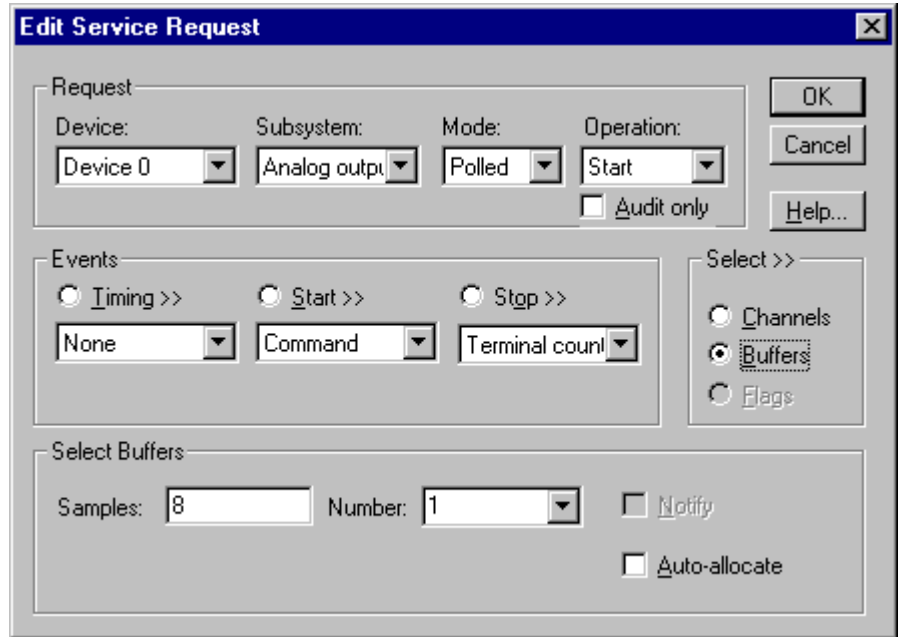 Edit Service Request
Request
Device: Subsystem: Mode: Operation:
Device 0 Analog outpu Polled Start
Audit only
OK
Cancel
Help...
Events
Timing >> Start >> Stop >>
None Command Terminal count
Select >>
Channels
Buffers
Flags
Select Buffers
Samples: 8 Number: 1 Notify
Auto-allocate